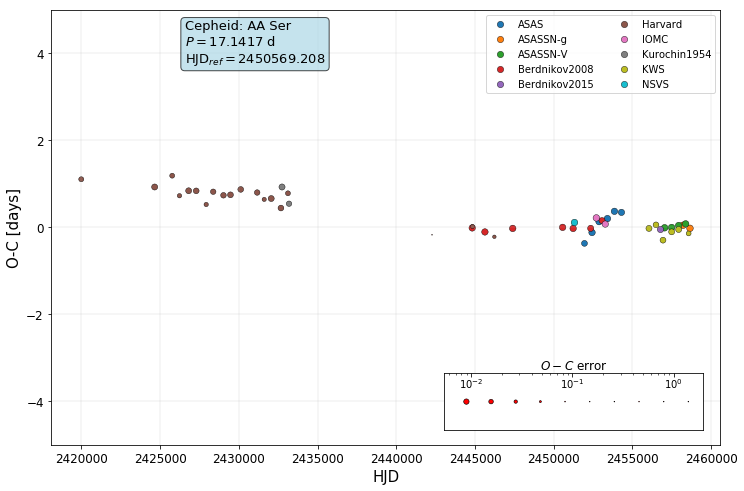 Cepheid: AA Ser
P = 17.1417 d
HJD_ref = 2450569.208
ASAS
ASASSN-g
ASASSN-V
Berdnikov2008
Berdnikov2015
Harvard
IOMC
Kurochin1954
KWS
NSVS
4
2
0
−2
−4
O-C [days]
O − C error
10^−2 10^−1 10^0
2420000 2425000 2430000 2435000 2440000 2445000 2450000 2455000 2460000
HJD